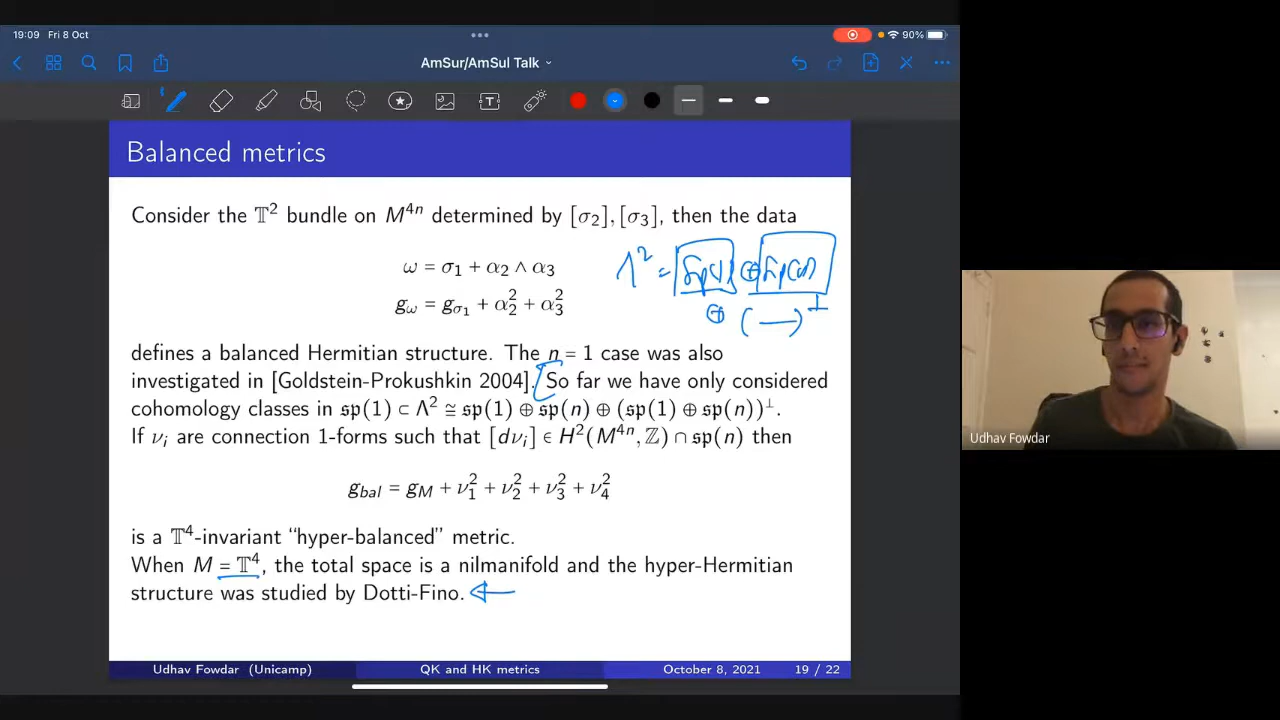 19:09 Fri 8 Oct
90%
AmSur/AmSul Talk
Balanced metrics
Consider the 𝕋² bundle on M⁴ⁿ determined by [σ₂], [σ₃], then the data
ω = σ₁ + α₂ ∧ α₃
g_ω = g_σ₁ + α₂² + α₃²
Λ² = sp(1) ⊕ sp(n)
⊕ ( — )^⊥
defines a balanced Hermitian structure. The n = 1 case was also
investigated in [Goldstein-Prokushkin 2004]. So far we have only considered
cohomology classes in 𝔰𝔭(1) ⊂ Λ² ≅ 𝔰𝔭(1) ⊕ 𝔰𝔭(n) ⊕ (𝔰𝔭(1) ⊕ 𝔰𝔭(n))^⊥.
If νᵢ are connection 1-forms such that [dνᵢ] ∈ H²(M⁴ⁿ, ℤ) ∩ 𝔰𝔭(n) then
g_bal = g_M + ν₁² + ν₂² + ν₃² + ν₄²
is a 𝕋⁴-invariant “hyper-balanced” metric.
When M = 𝕋⁴, the total space is a nilmanifold and the hyper-Hermitian
structure was studied by Dotti-Fino.
Udhav Fowdar (Unicamp) QK and HK metrics October 8, 2021 19 / 22
Udhav Fowdar